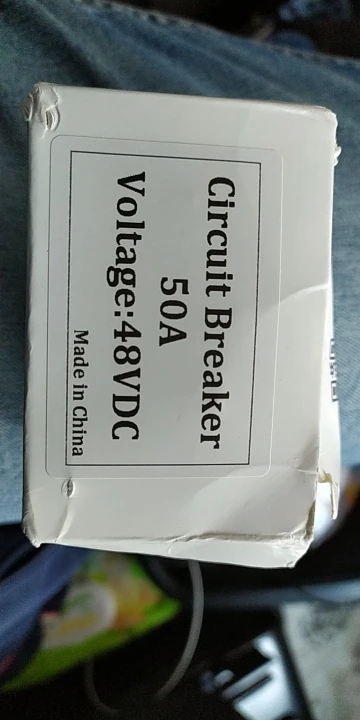 Circuit Breaker
50A
Voltage:48VDC
Made in China